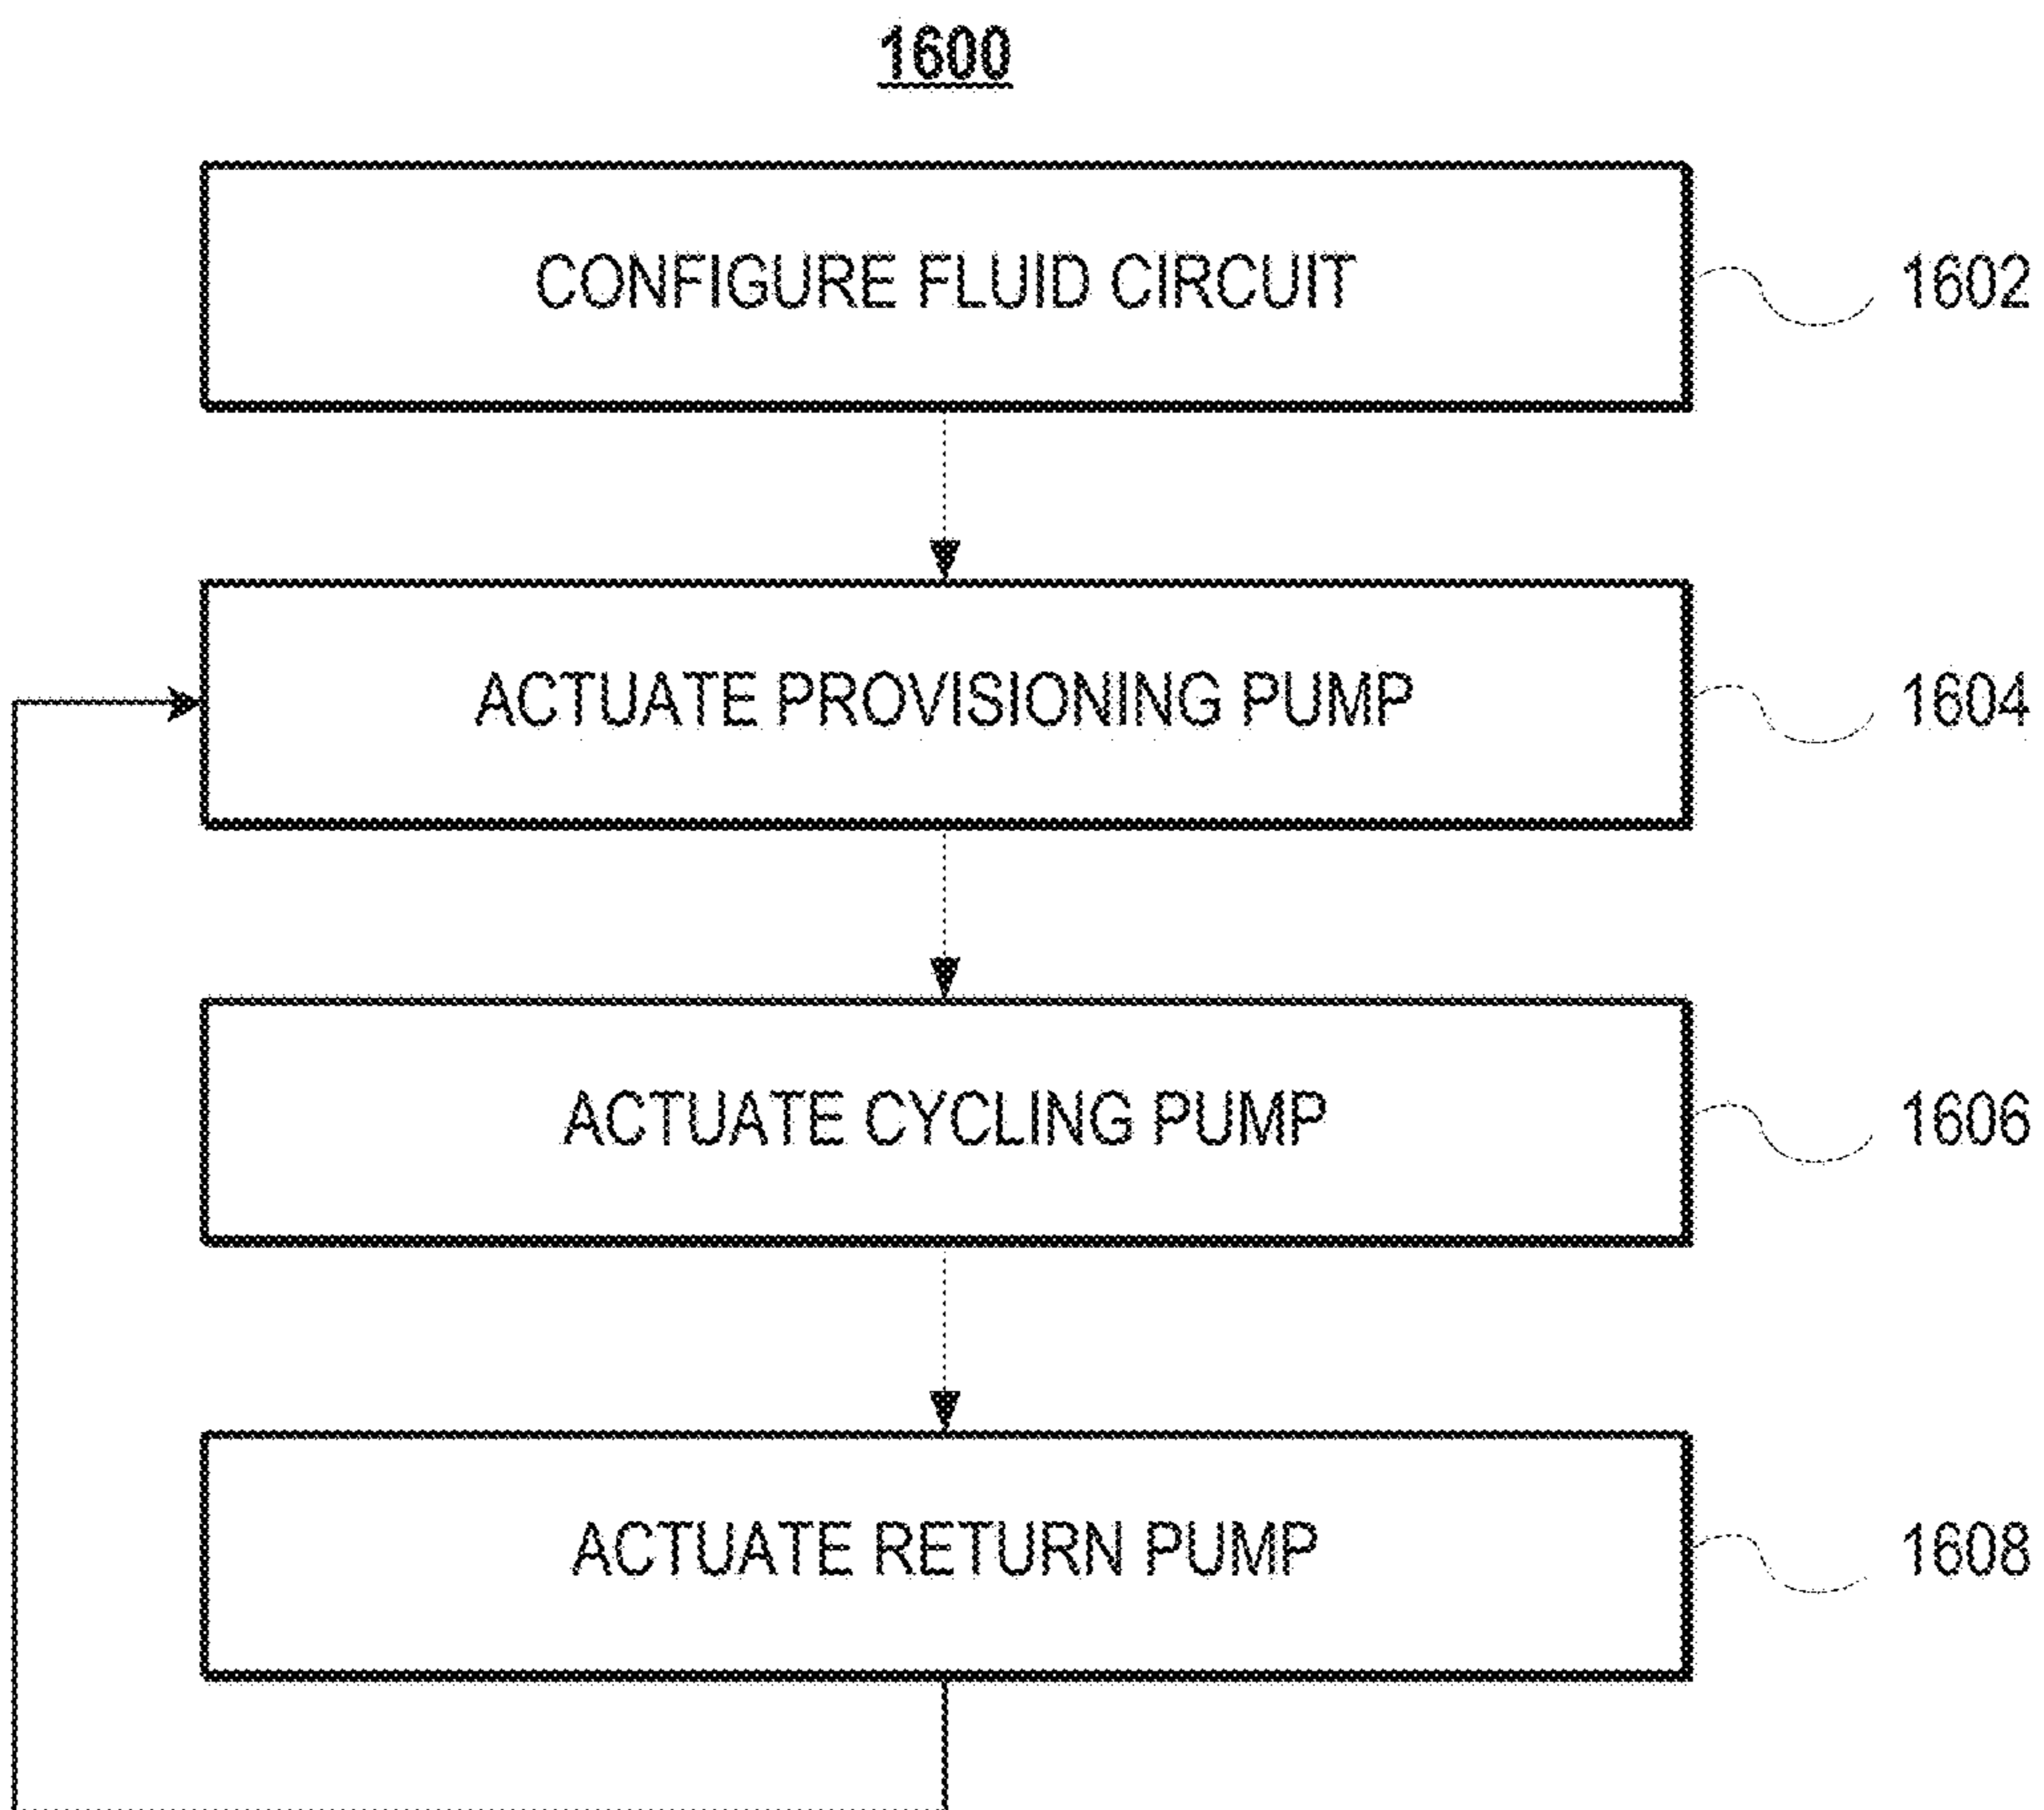 1600
CONFIGURE FLUID CIRCUIT
1602
ACTUATE PROVISIONING PUMP
1604
ACTUATE CYCLING PUMP
1606
ACTUATE RETURN PUMP
1608